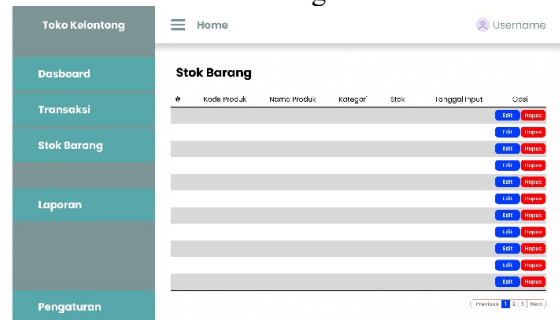 Toko Kelontong
Home
Username
Dasboard
Transaksi
Stok Barang
Laporan
Pengaturan
Stok Barang
# Kode Produk Nama Produk Kategori Stok Tanggal Input Opsi
Edit Hapus
Edit Hapus
Edit Hapus
Edit Hapus
Edit Hapus
Edit Hapus
Edit Hapus
Edit Hapus
Edit Hapus
Edit Hapus
Edit Hapus
Previous 1 2 3 Next